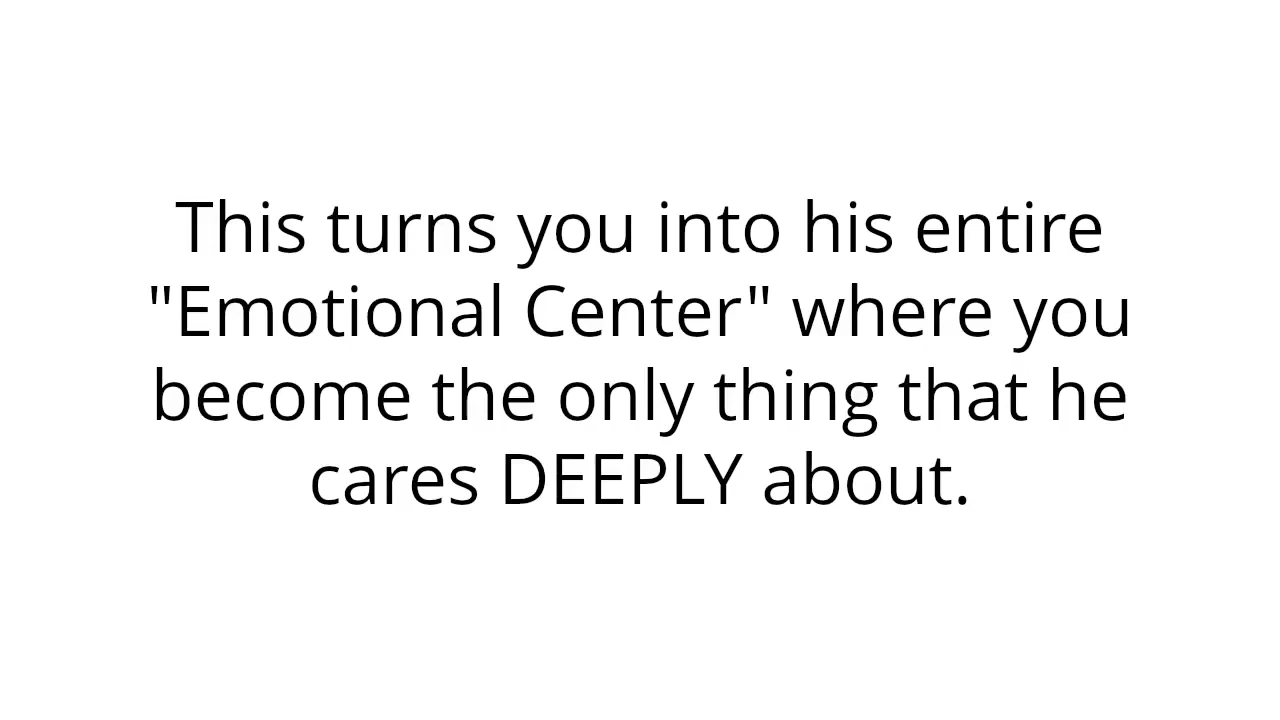 This turns you into his entire
"Emotional Center" where you
become the only thing that he
cares DEEPLY about.